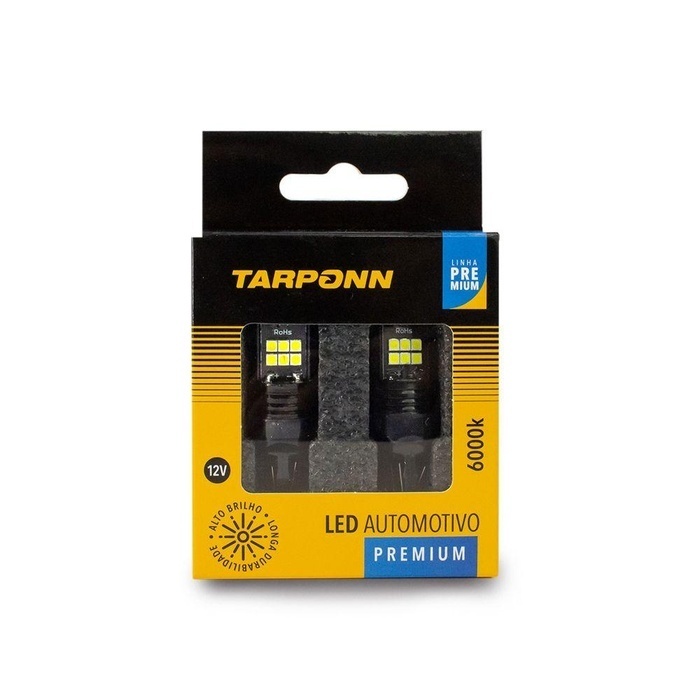 TARPONN
LINHA
PRE
MIUM
RoHs
RoHs
6000k
12V
ALTO BRILHO • LONGA DURABILIDADE •
LED AUTOMOTIVO
PREMIUM